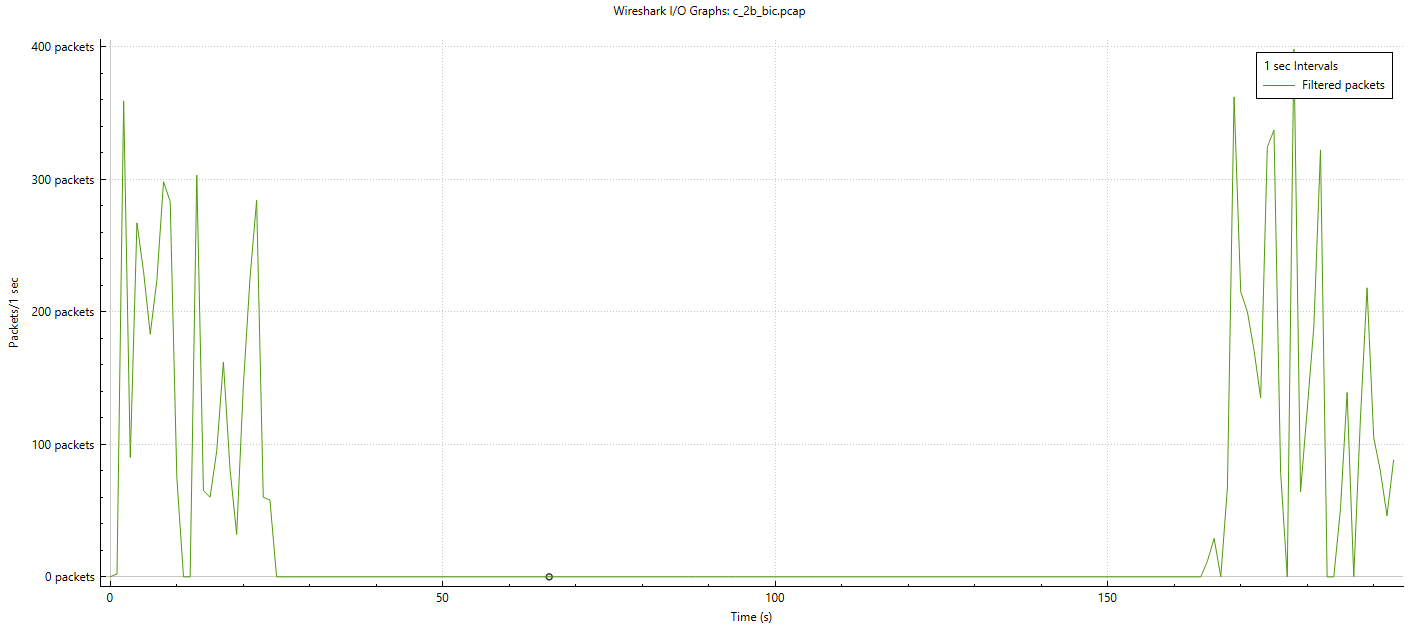 Wireshark I/O Graphs: c_2b_bic.pcap
400 packets
300 packets
200 packets
100 packets
0 packets
Packets/1 sec
1 sec Intervals
Filtered packets
0
50
100
150
Time (s)